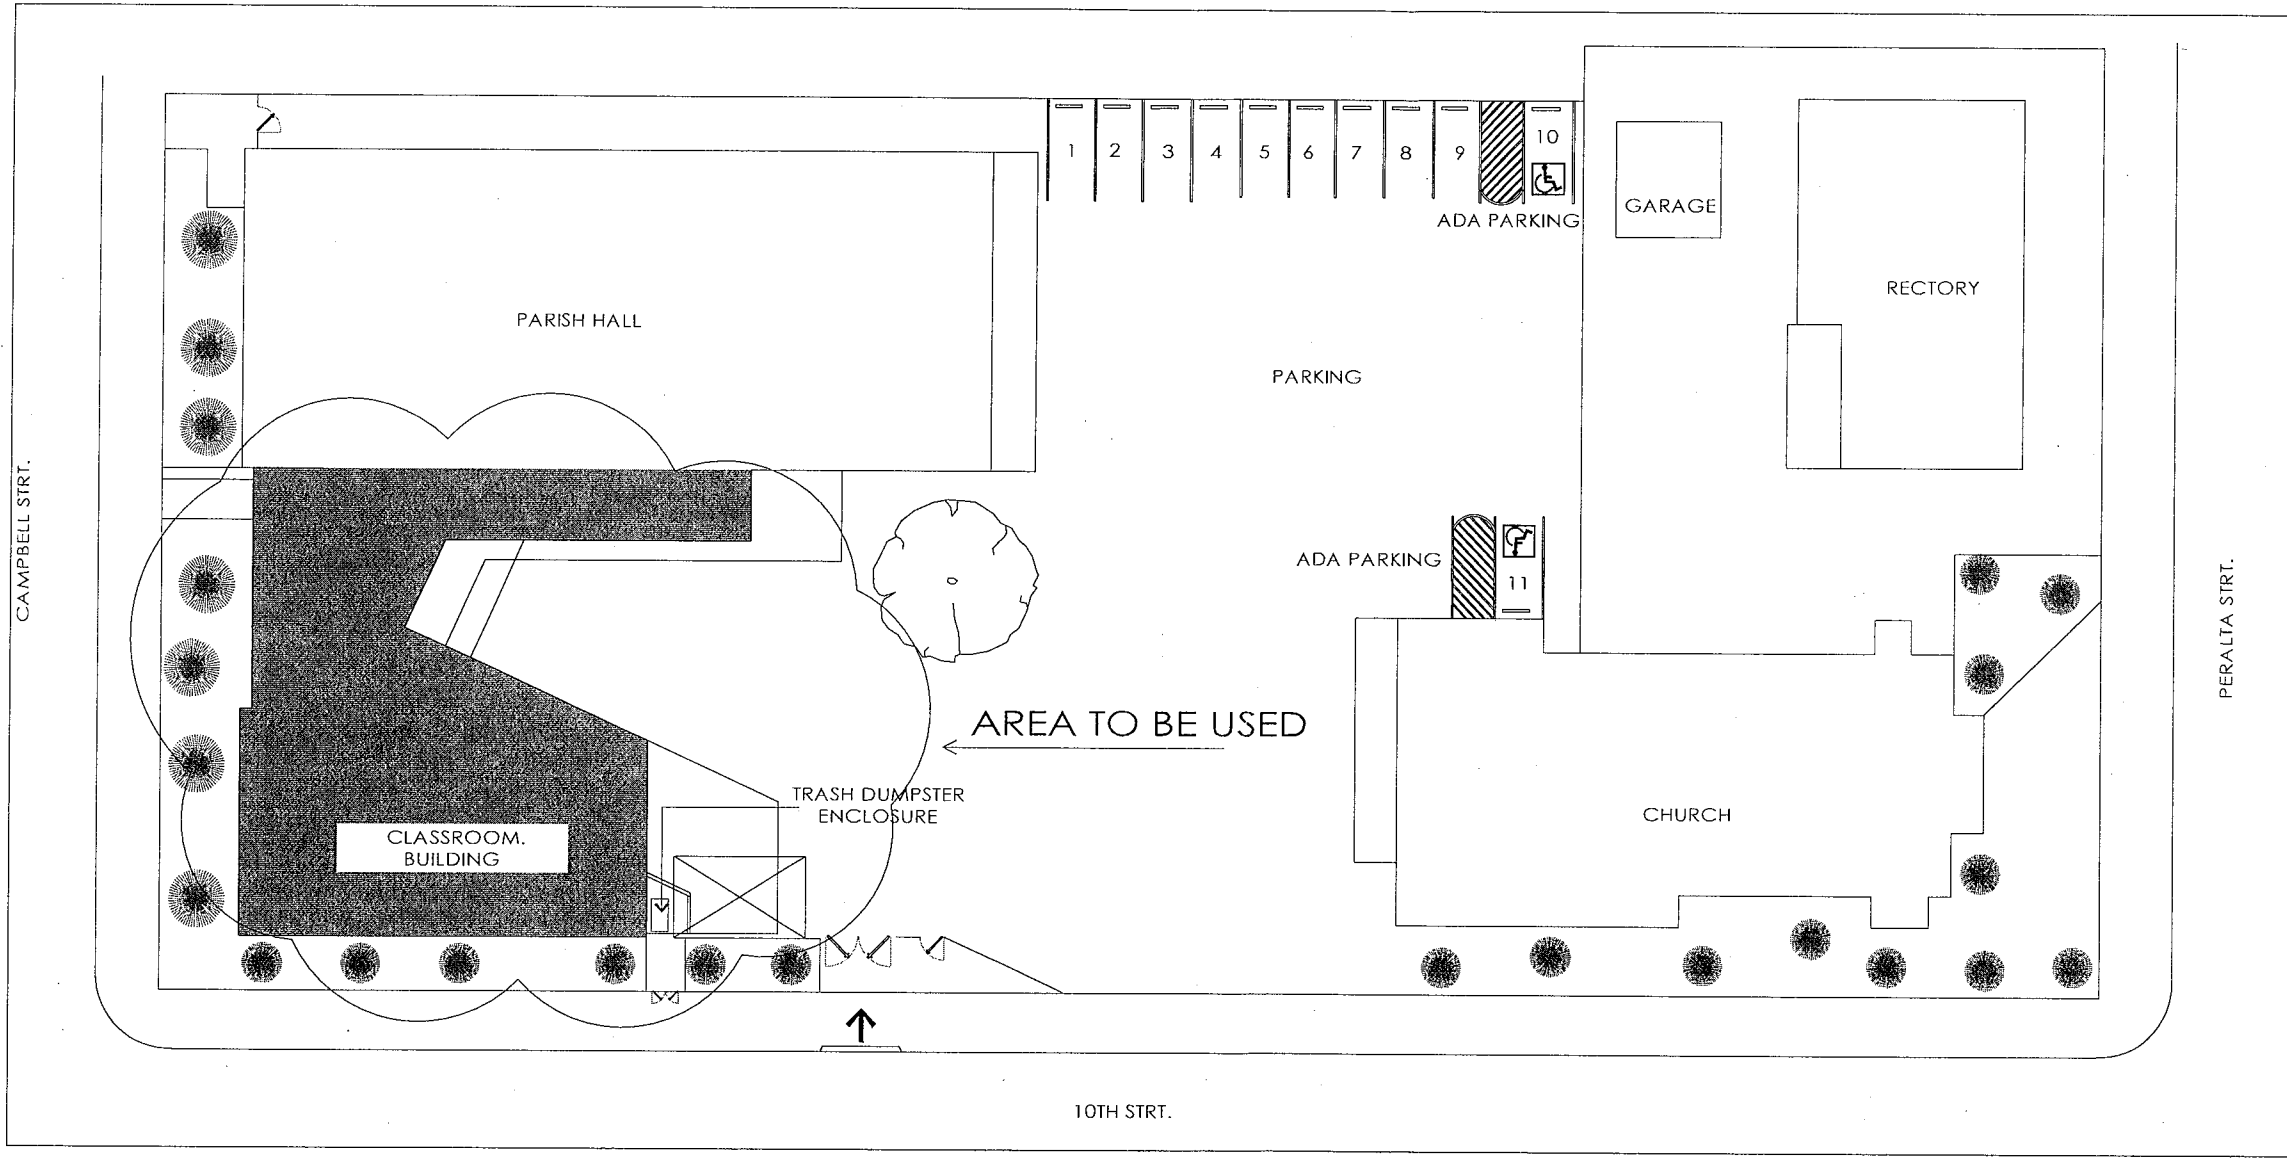 1
2
3
4
5
6
7
8
9
10
ADA PARKING
GARAGE
RECTORY
PARISH HALL
PARKING
CAMPBELL STRT.
ADA PARKING
11
PERALTA STRT.
AREA TO BE USED
TRASH DUMPSTER
ENCLOSURE
CHURCH
CLASSROOM.
BUILDING
10TH STRT.